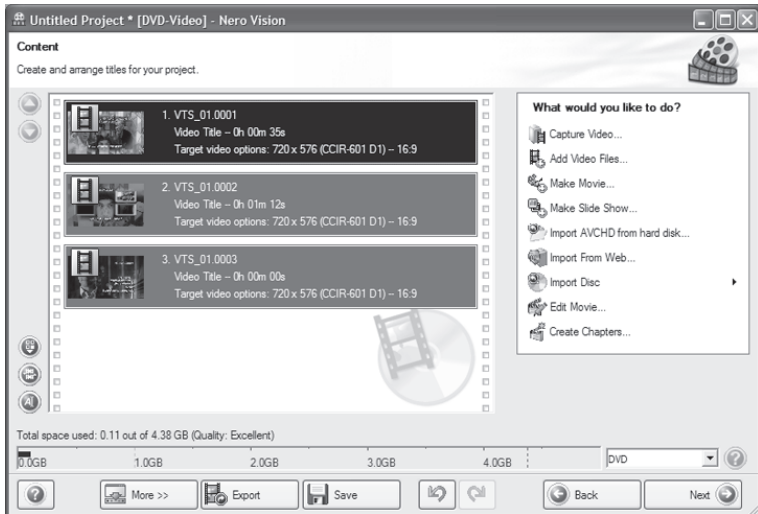 Untitled Project * [DVD-Video] - Nero Vision
Content
Create and arrange titles for your project.
1. VTS_01.0001
Video Title – 0h 00m 35s
Target video options: 720 x 576 (CCIR-601 D1) – 16:9
2. VTS_01.0002
Video Title – 0h 01m 12s
Target video options: 720 x 576 (CCIR-601 D1) – 16:9
3. VTS_01.0003
Video Title – 0h 00m 00s
Target video options: 720 x 576 (CCIR-601 D1) – 16:9
What would you like to do?
Capture Video...
Add Video Files...
Make Movie...
Make Slide Show...
Import AVCHD from hard disk...
Import From Web...
Import Disc
Edit Movie...
Create Chapters...
Total space used: 0.11 out of 4.38 GB (Quality: Excellent)
0.0GB 1.0GB 2.0GB 3.0GB 4.0GB DVD
More >> Export Save Back Next